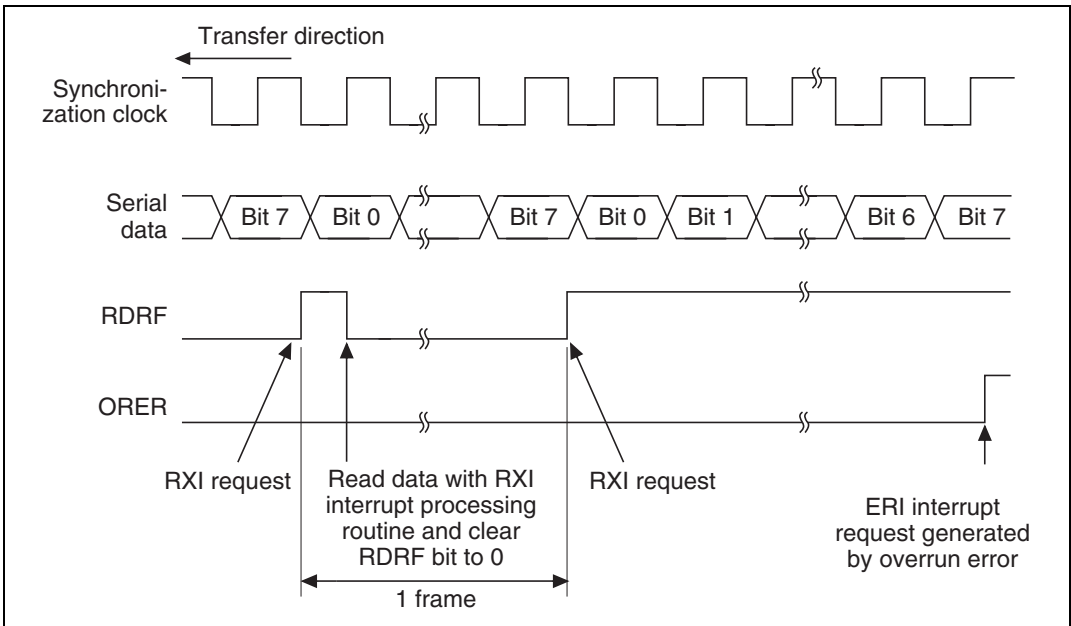 Transfer direction
Synchroni-
zation clock
Serial
data
Bit 7
Bit 0
Bit 7
Bit 0
Bit 1
Bit 6
Bit 7
RDRF
ORER
RXI request
Read data with RXI
interrupt processing
routine and clear
RDRF bit to 0
RXI request
ERI interrupt
request generated
by overrun error
1 frame